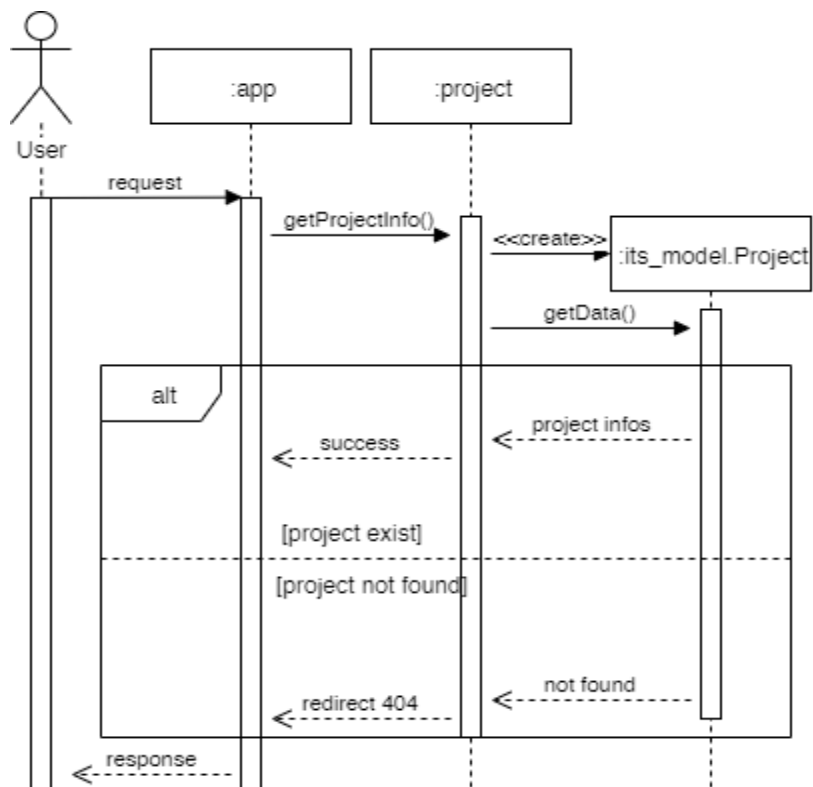 :app
:project
User
request
getProjectInfo()
<<create>>
:its_model.Project
getData()
alt
project infos
success
[project exist]
[project not found]
not found
redirect 404
response